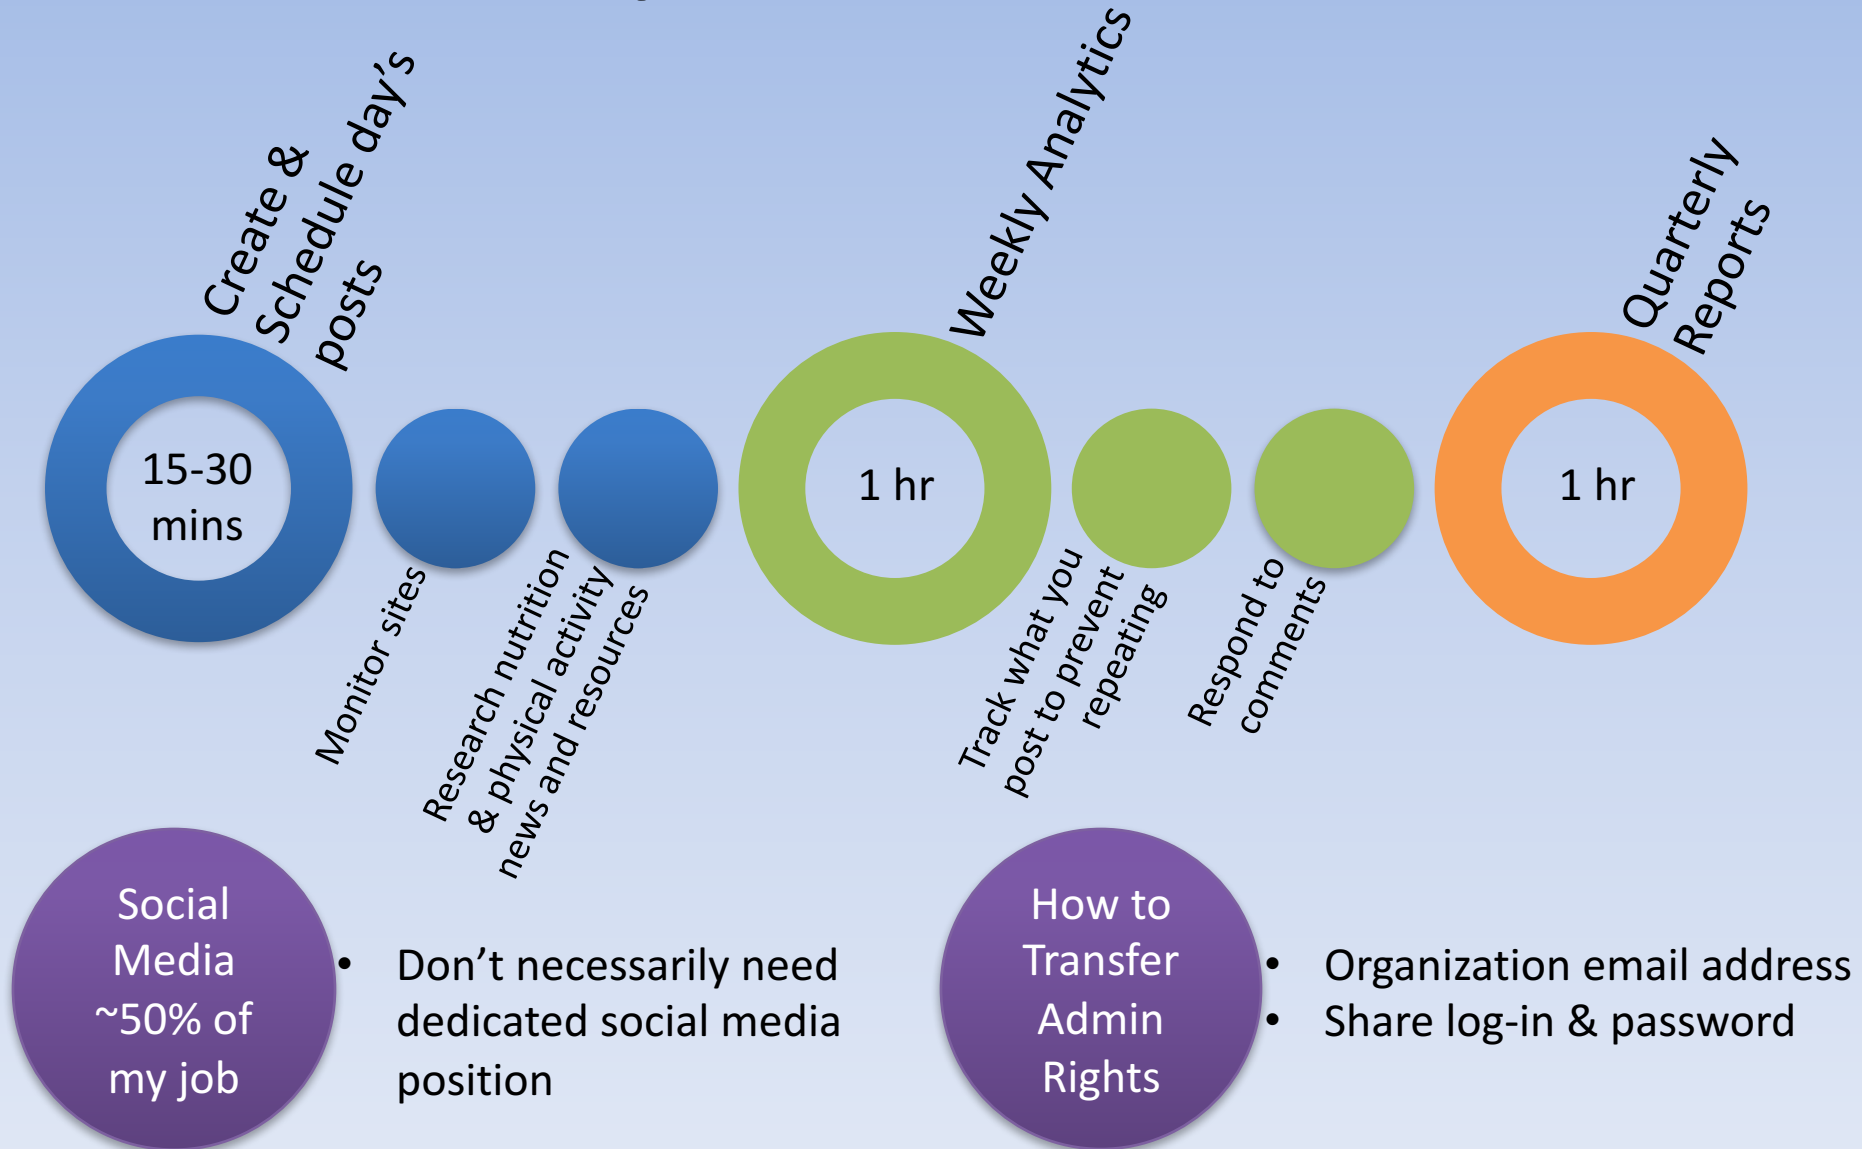 Create &
Schedule day’s
posts
15-30
mins
Monitor sites
Research nutrition
& physical activity
news and resources
Weekly Analytics
1 hr
Track what you
post to prevent
repeating
Respond to
comments
Quarterly
Reports
1 hr
Social
Media
~50% of
my job
• Don’t necessarily need
dedicated social media
position
How to
Transfer
Admin
Rights
• Organization email address
• Share log-in & password